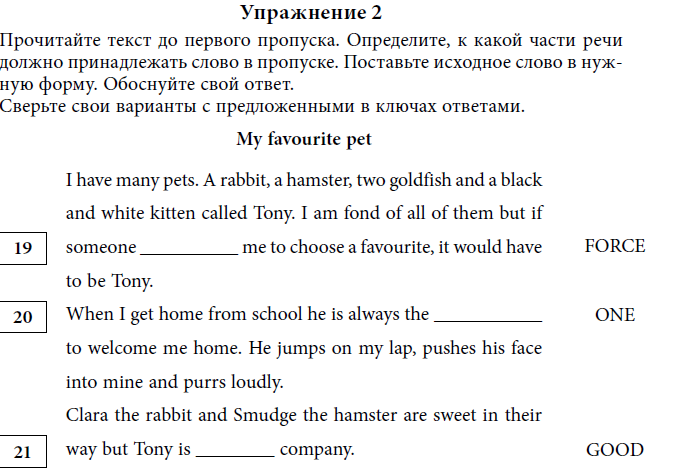 Упражнение 2
Прочитайте текст до первого пропуска. Определите, к какой части речи
должно принадлежать слово в пропуске. Поставьте исходное слово в нуж-
ную форму. Обоснуйте свой ответ.
Сверьте свои варианты с предложенными в ключах ответами.
My favourite pet
I have many pets. A rabbit, a hamster, two goldfish and a black
and white kitten called Tony. I am fond of all of them but if
19 someone __________ me to choose a favourite, it would have FORCE
to be Tony.
20 When I get home from school he is always the ___________ ONE
to welcome me home. He jumps on my lap, pushes his face
into mine and purrs loudly.
Clara the rabbit and Smudge the hamster are sweet in their
21 way but Tony is ________ company. GOOD